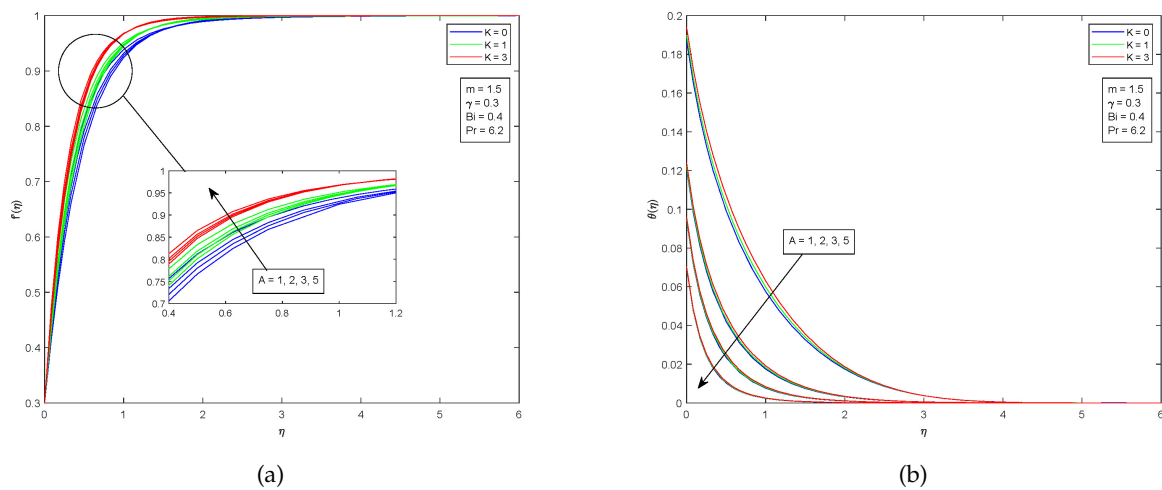 1
0.9
0.8
0.7
0.6
0.5
0.4
0.3
f'(η)
0
1
2
3
4
5
6
η
K = 0
K = 1
K = 3
m = 1.5
γ = 0.3
Bi = 0.4
Pr = 6.2
1
0.95
0.9
0.85
0.8
0.75
0.7
0.4
0.6
0.8
1
1.2
A = 1, 2, 3, 5
(a)
0.2
0.18
0.16
0.14
0.12
0.1
0.08
0.06
0.04
0.02
0
θ(η)
0
1
2
3
4
5
6
η
K = 0
K = 1
K = 3
m = 1.5
γ = 0.3
Bi = 0.4
Pr = 6.2
A = 1, 2, 3, 5
(b)